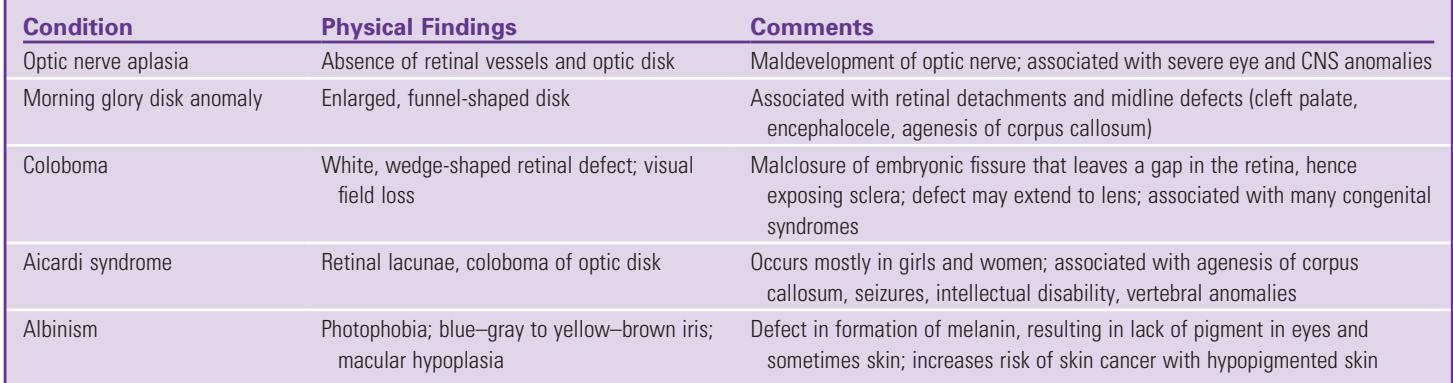 Condition Physical Findings Comments
Optic nerve aplasia Absence of retinal vessels and optic disk Maldevelopment of optic nerve; associated with severe eye and CNS anomalies
Morning glory disk anomaly Enlarged, funnel-shaped disk Associated with retinal detachments and midline defects (cleft palate,
encephalocele, agenesis of corpus callosum)
Coloboma White, wedge-shaped retinal defect; visual Malclosure of embryonic fissure that leaves a gap in the retina, hence
field loss exposing sclera; defect may extend to lens; associated with many congenital
syndromes
Aicardi syndrome Retinal lacunae, coloboma of optic disk Occurs mostly in girls and women; associated with agenesis of corpus
callosum, seizures, intellectual disability, vertebral anomalies
Albinism Photophobia; blue–gray to yellow–brown iris; Defect in formation of melanin, resulting in lack of pigment in eyes and
macular hypoplasia sometimes skin; increases risk of skin cancer with hypopigmented skin